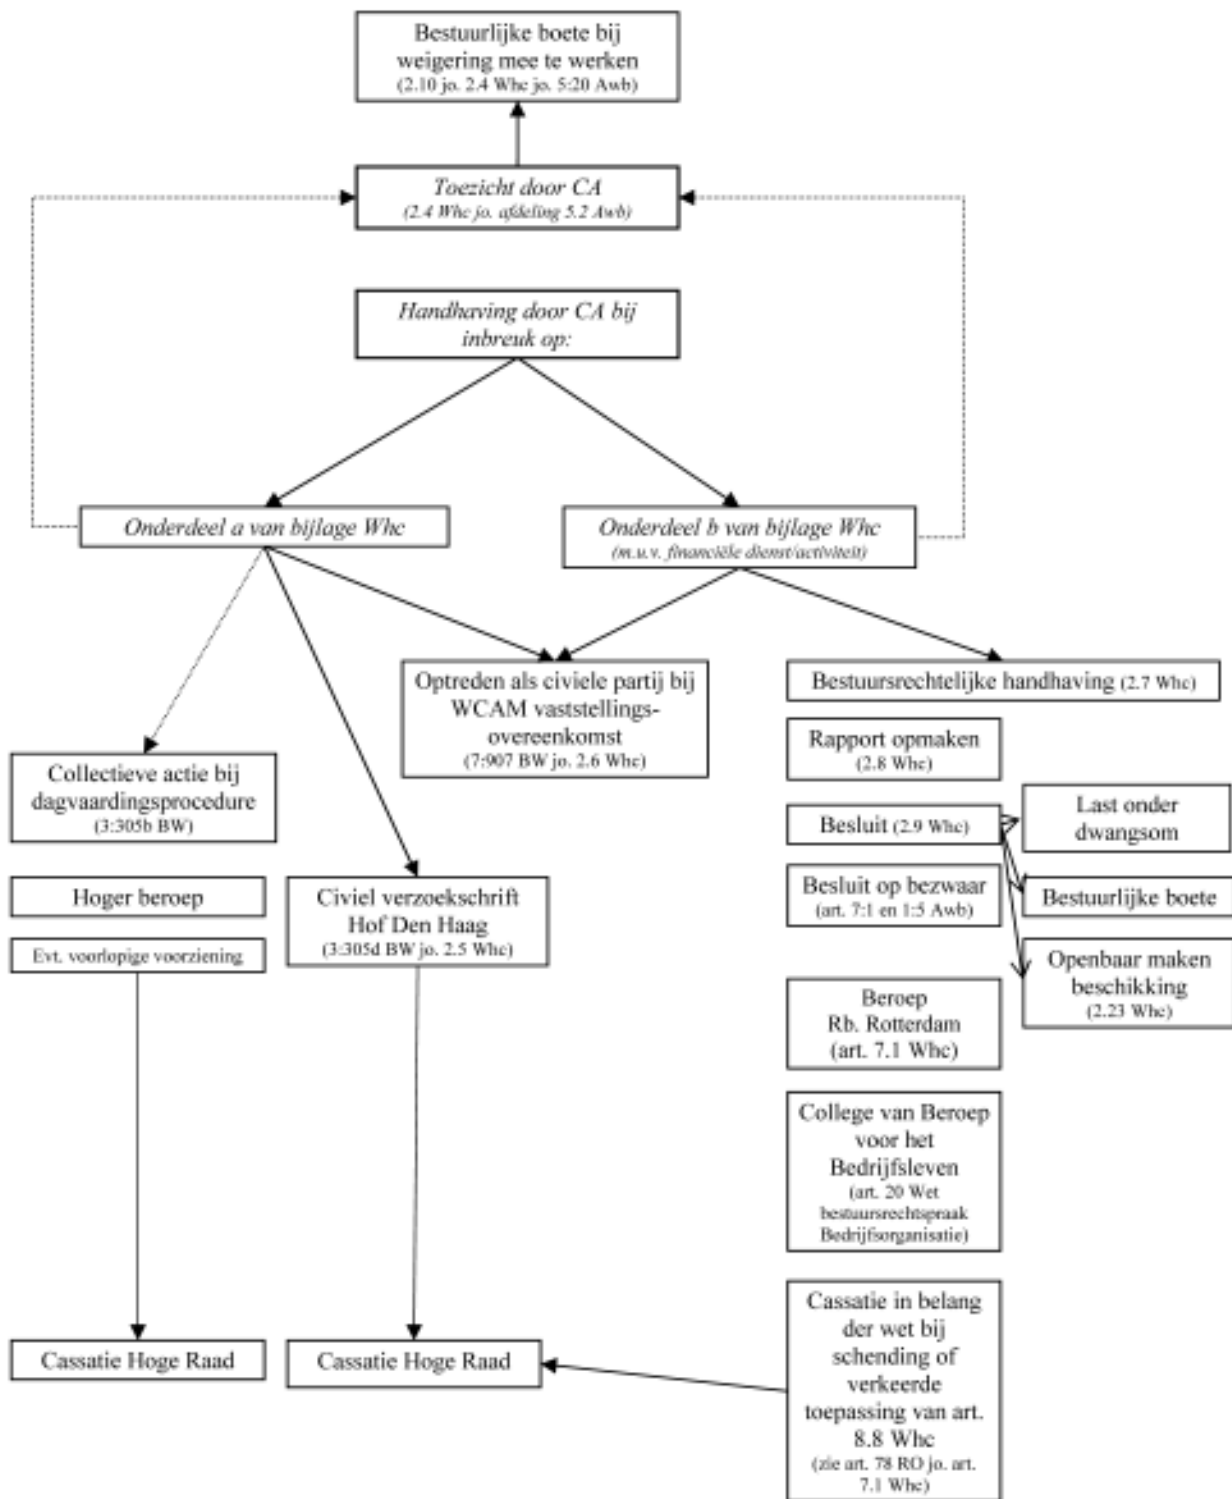 Bestuurlijke boete bij
weigering mee te werken
(2.10 jo. 2.4 Whc jo. 5:20 Awb)
Toezicht door CA
(2.4 Whc jo. afdeling 5.2 Awb)
Handhaving door CA bij
inbreuk op:
Onderdeel a van bijlage Whc
Onderdeel b van bijlage Whc
(m.u.v. financiële dienst/activiteit)
Collectieve actie bij
dagvaardingsprocedure
(3:305b BW)
Hoger beroep
Evt. voorlopige voorziening
Cassatie Hoge Raad
Civiel verzoekschrift
Hof Den Haag
(3:305d BW jo. 2.5 Whc)
Cassatie Hoge Raad
Optreden als civiele partij bij
WCAM vaststellings-
overeenkomst
(7:907 BW jo. 2.6 Whc)
Bestuursrechtelijke handhaving (2.7 Whc)
Rapport opmaken
(2.8 Whc)
Besluit (2.9 Whc)
Last onder
dwangsom
Bestuurlijke boete
Openbaar maken
beschikking
(2.23 Whc)
Besluit op bezwaar
(art. 7:1 en 1:5 Awb)
Beroep
Rb. Rotterdam
(art. 7.1 Whc)
College van Beroep
voor het
Bedrijfsleven
(art. 20 Wet
bestuursrechtspraak
Bedrijfsorganisatie)
Cassatie in belang
der wet bij
schending of
verkeerde
toepassing van art.
8.8 Whc
(zie art. 78 RO jo. art.
7.1 Whc)